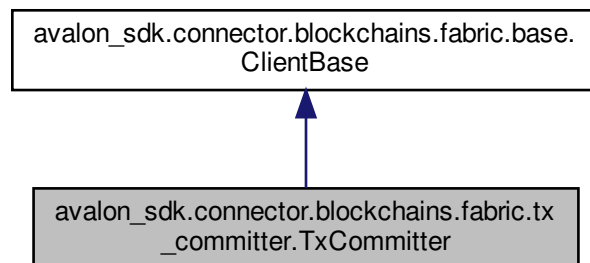 avalon_sdk.connector.blockchains.fabric.base.
ClientBase
avalon_sdk.connector.blockchains.fabric.tx
_committer.TxCommitter